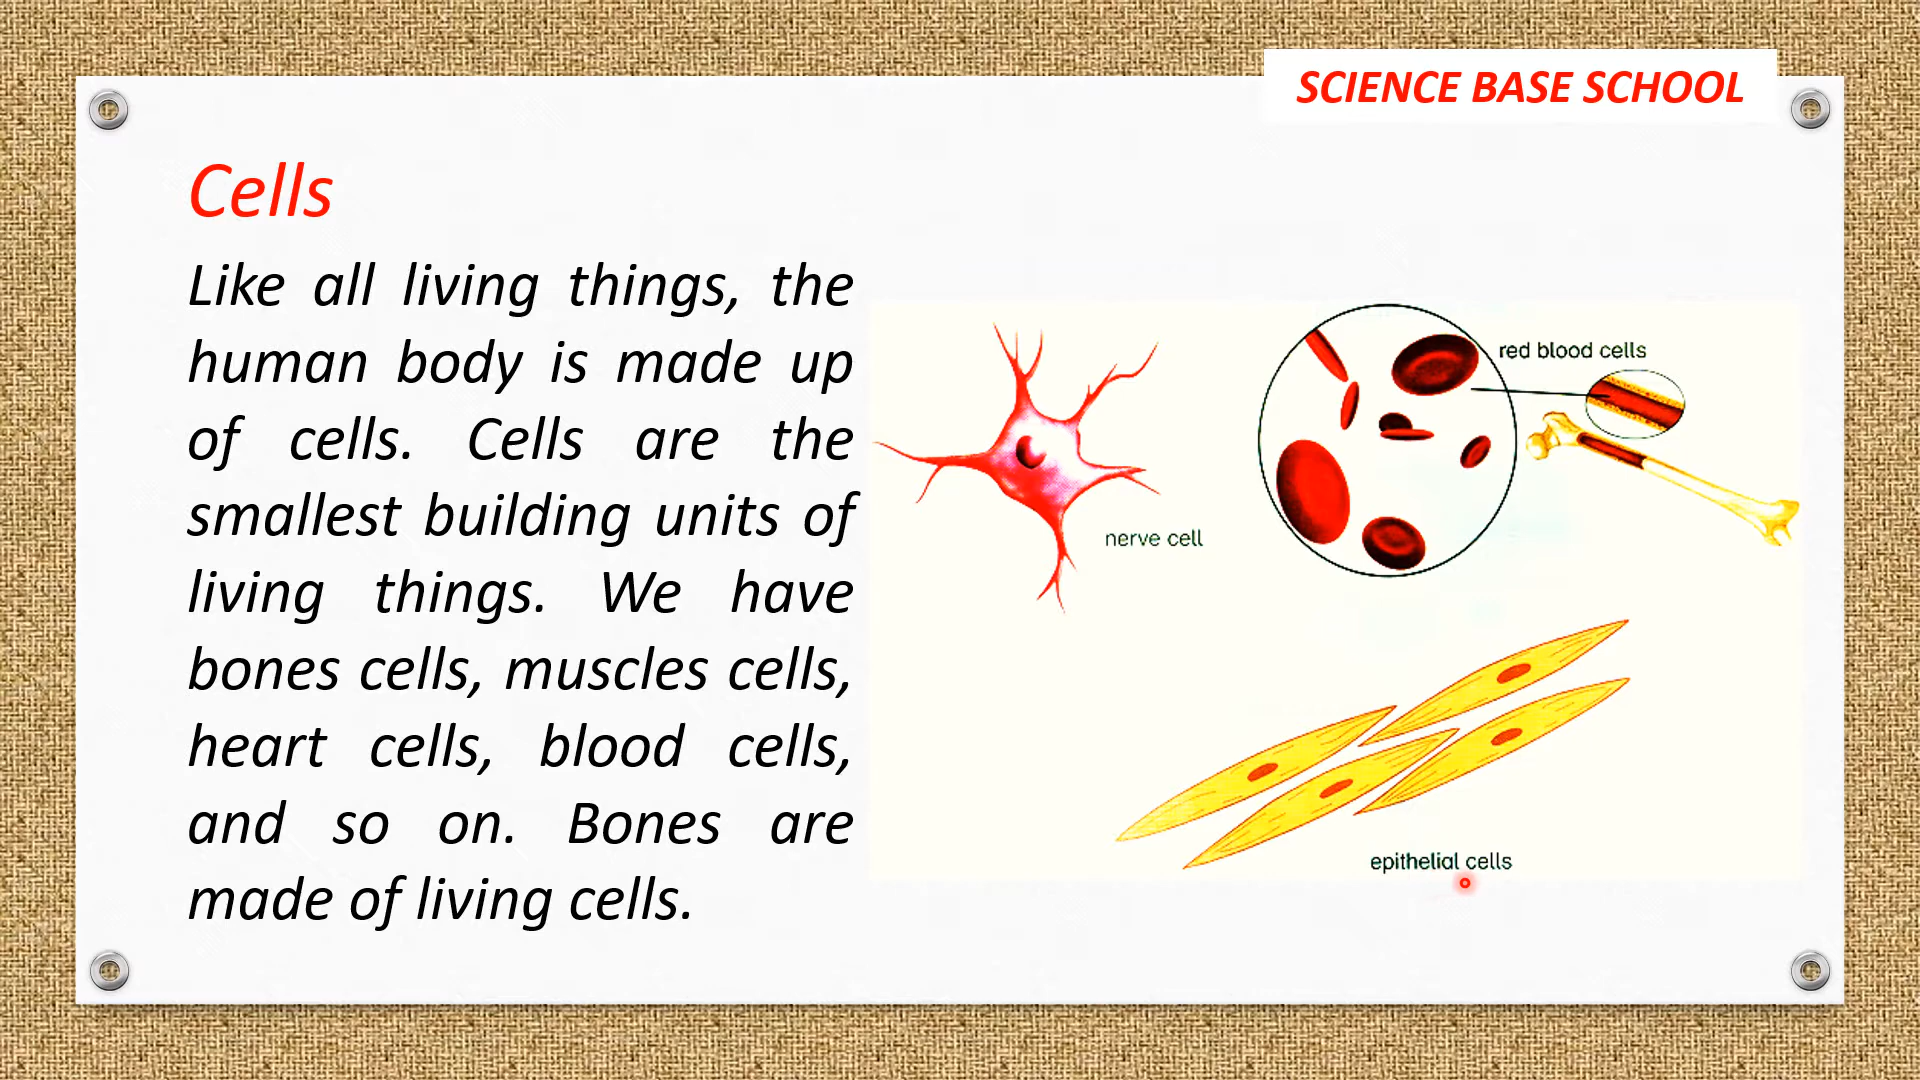 SCIENCE BASE SCHOOL
Cells
Like all living things, the
human body is made up
of cells. Cells are the
smallest building units of
living things. We have
bones cells, muscles cells,
heart cells, blood cells,
and so on. Bones are
made of living cells.
red blood cells
nerve cell
epithelial cells